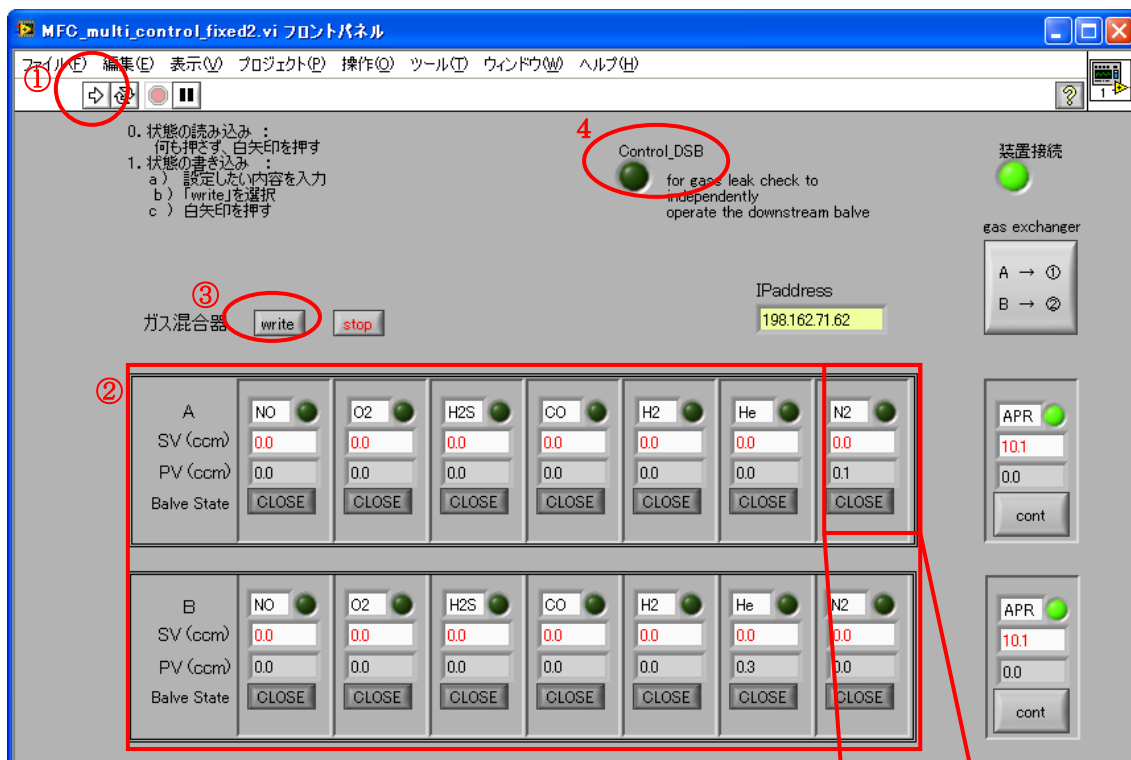 MFC_multi_control_fixed2.vi フロントパネル
ファイル(F) 編集(E) 表示(V) プロジェクト(P) 操作(O) ツール(T) ウィンドウ(W) ヘルプ(H)
①
?
1
0. 状態の読み込み :
何も押さず、白矢印を押す
1. 状態の書き込み :
a) 設定したい内容を入力
b) 「write」を選択
c ) 白矢印を押す
4
Control_DSB
for gass leak check to
independently
operate the downstream balve
装置接続
gas exchanger
A → ①
B → ②
③
ガス混合器 write stop
IPaddress
198.162.71.62
②
A NO O2 H2S CO H2 He N2
SV (ccm) 0.0 0.0 0.0 0.0 0.0 0.0 0.0
PV (ccm) 0.0 0.0 0.0 0.0 0.0 0.0 0.1
Balve State CLOSE CLOSE CLOSE CLOSE CLOSE CLOSE CLOSE
APR
10.1
0.0
cont
B NO O2 H2S CO H2 He N2
SV (ccm) 0.0 0.0 0.0 0.0 0.0 0.0 0.0
PV (ccm) 0.0 0.0 0.0 0.0 0.0 0.3 0.0
Balve State CLOSE CLOSE CLOSE CLOSE CLOSE CLOSE CLOSE
APR
10.1
0.0
cont